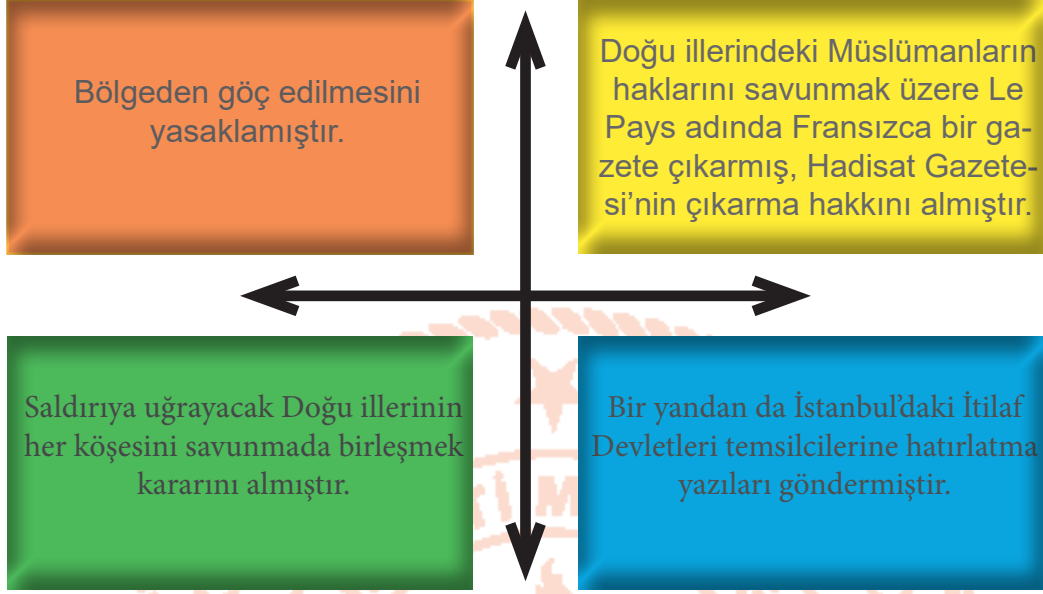 Bölgeden göç edilmesini
yasaklamıştır.
Doğu illerindeki Müslümanların
haklarını savunmak üzere Le
Pays adında Fransızca bir ga-
zete çıkarmış, Hadisat Gazete-
si’nin çıkarma hakkını almıştır.
Saldırıya uğrayacak Doğu illerinin
her köşesini savunmada birleşmek
kararını almıştır.
Bir yandan da İstanbul’daki İtilaf
Devletleri temsilcilerine hatırlatma
yazıları göndermiştir.